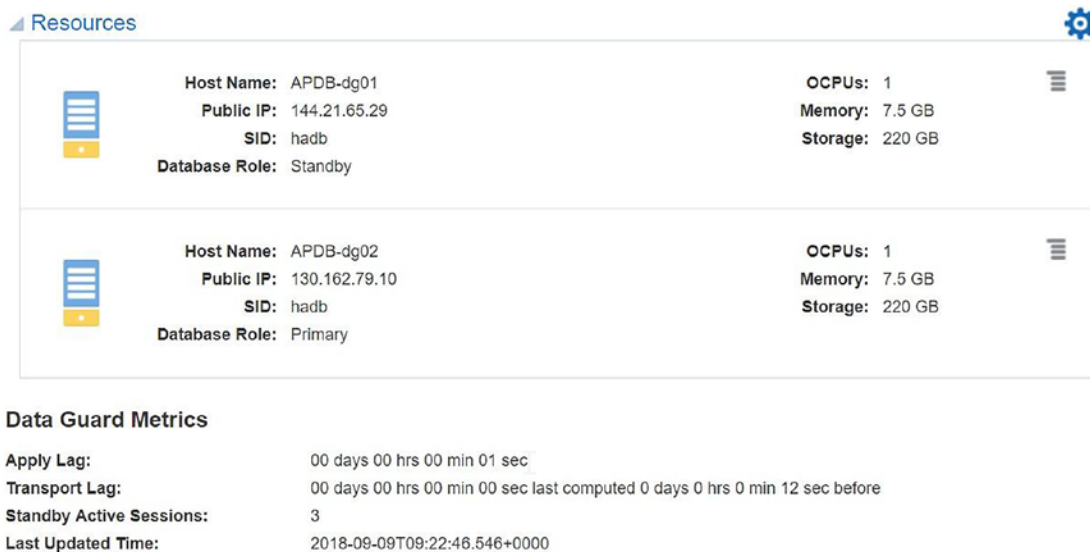 Resources
Host Name: APDB-dg01 OCPUs: 1
Public IP: 144.21.65.29 Memory: 7.5 GB
SID: hadb Storage: 220 GB
Database Role: Standby
Host Name: APDB-dg02 OCPUs: 1
Public IP: 130.162.79.10 Memory: 7.5 GB
SID: hadb Storage: 220 GB
Database Role: Primary
Data Guard Metrics
Apply Lag: 00 days 00 hrs 00 min 01 sec
Transport Lag: 00 days 00 hrs 00 min 00 sec last computed 0 days 0 hrs 0 min 12 sec before
Standby Active Sessions: 3
Last Updated Time: 2018-09-09T09:22:46.546+0000